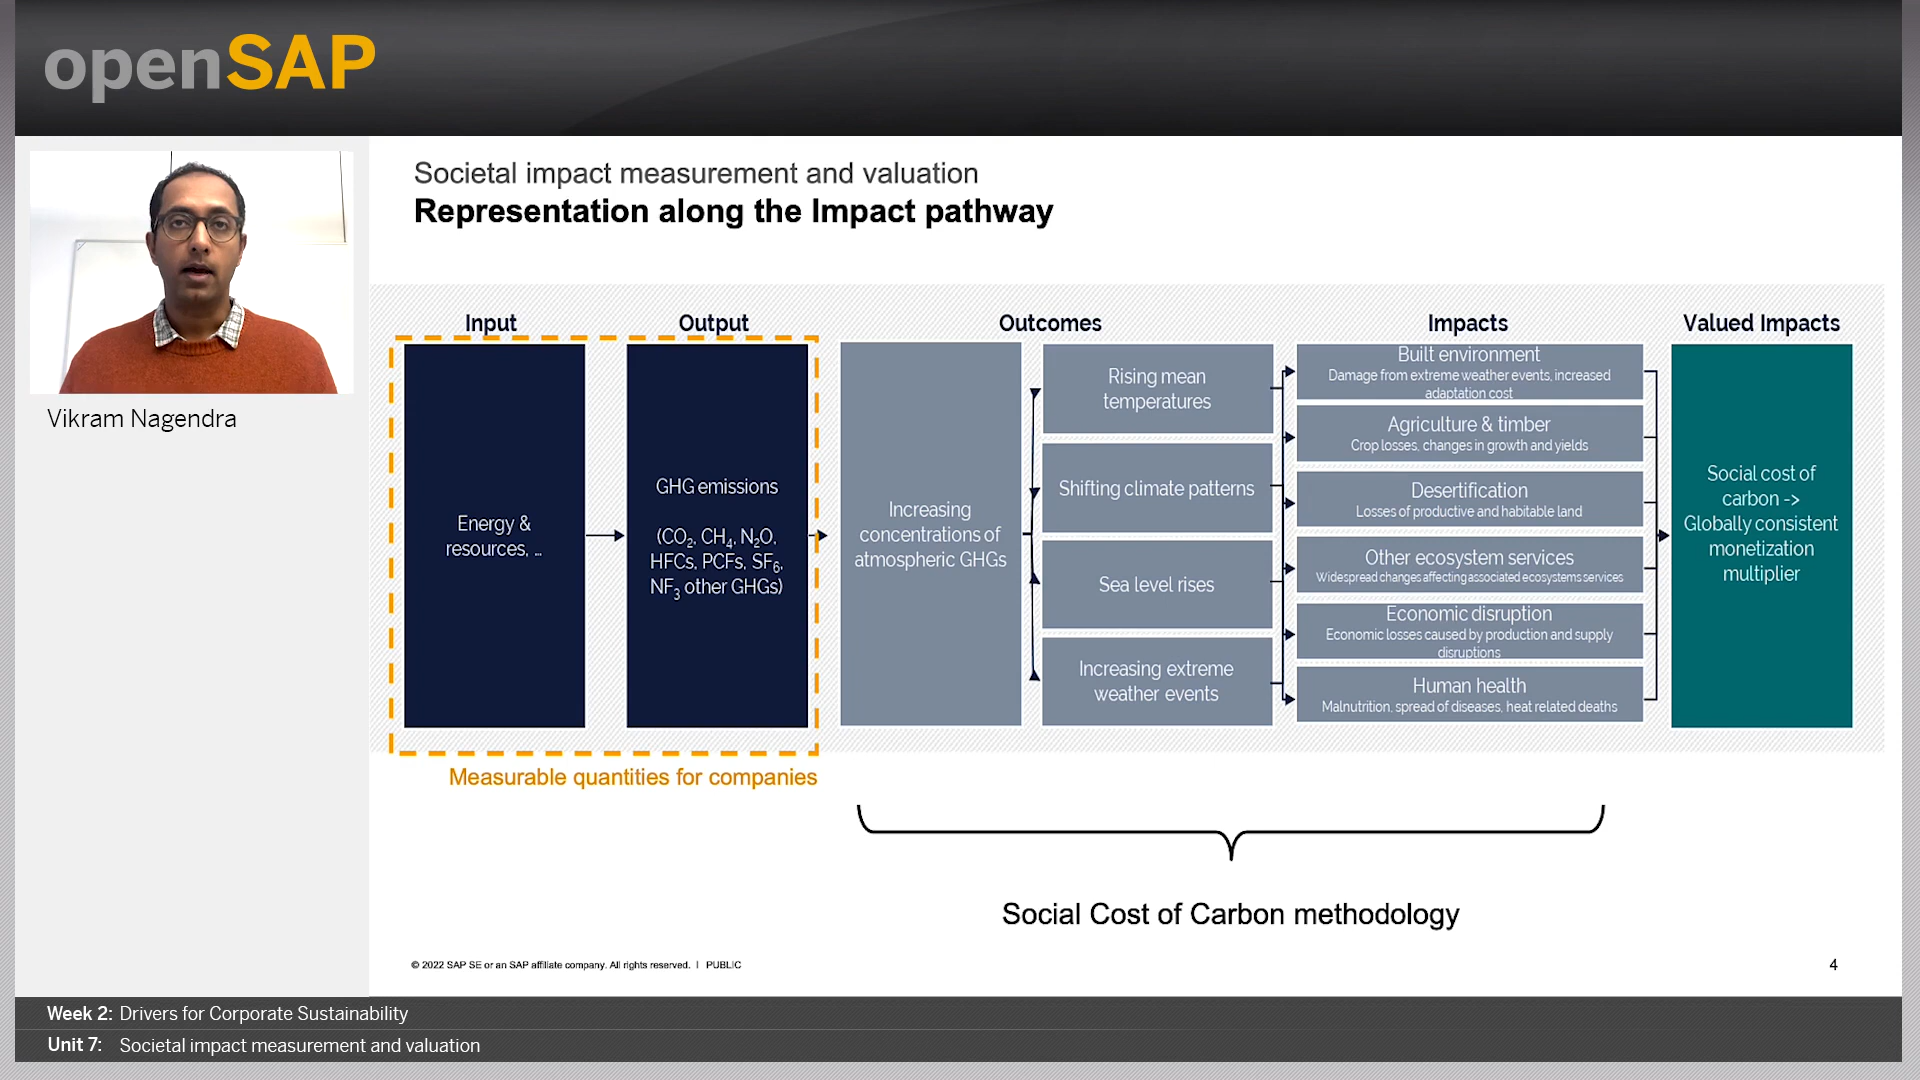 openSAP
Vikram Nagendra
Societal impact measurement and valuation
Representation along the Impact pathway
Input
Output
Outcomes
Impacts
Valued Impacts
Energy &
resources, ...
GHG emissions
(CO2, CH4, N2O,
HFCs, PCFs, SF6,
NF3 other GHGs)
Increasing
concentrations of
atmospheric GHGs
Rising mean
temperatures
Shifting climate patterns
Sea level rises
Increasing extreme
weather events
Built environment
Damage from extreme weather events, increased
adaptation cost
Agriculture & timber
Crop losses, changes in growth and yields
Desertification
Losses of productive and habitable land
Other ecosystem services
Widespread changes affecting associated ecosystems services
Economic disruption
Economic losses caused by production and supply
disruptions
Human health
Malnutrition, spread of diseases, heat related deaths
Social cost of
carbon ->
Globally consistent
monetization
multiplier
Measurable quantities for companies
Social Cost of Carbon methodology
© 2022 SAP SE or an SAP affiliate company. All rights reserved. | PUBLIC
4
Week 2: Drivers for Corporate Sustainability
Unit 7: Societal impact measurement and valuation